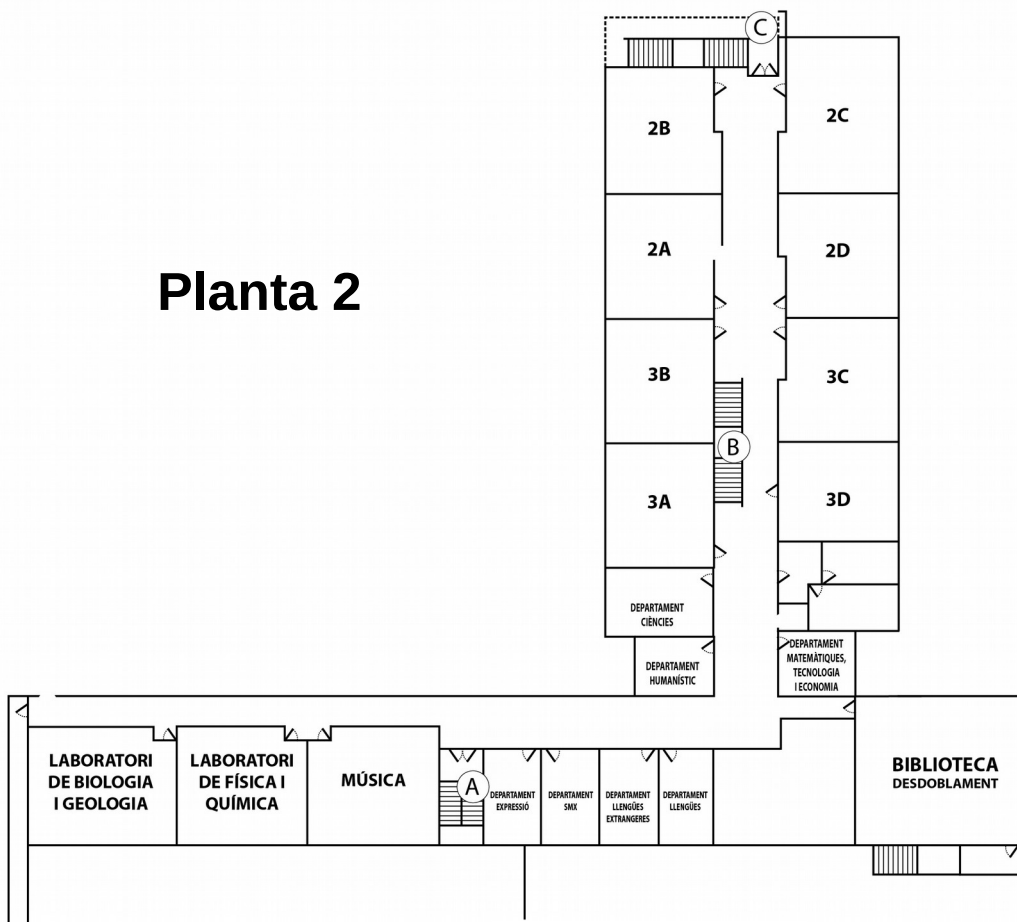 C
2B
2C
2A
2D
Planta 2
3B
3C
B
3A
3D
DEPARTAMENT
CIÈNCIES
DEPARTAMENT
HUMANÍSTIC
DEPARTAMENT
MATEMÀTIQUES,
TECNOLOGIA
I ECONOMIA
LABORATORI
DE BIOLOGIA
I GEOLOGIA
LABORATORI
DE FÍSICA I
QUÍMICA
MÚSICA
A
DEPARTAMENT
EXPRESSIÓ
DEPARTAMENT
SMX
DEPARTAMENT
LLENGÜES
EXTRANGERES
DEPARTAMENT
LLENGÜES
BIBLIOTECA
DESDOBLAMENT